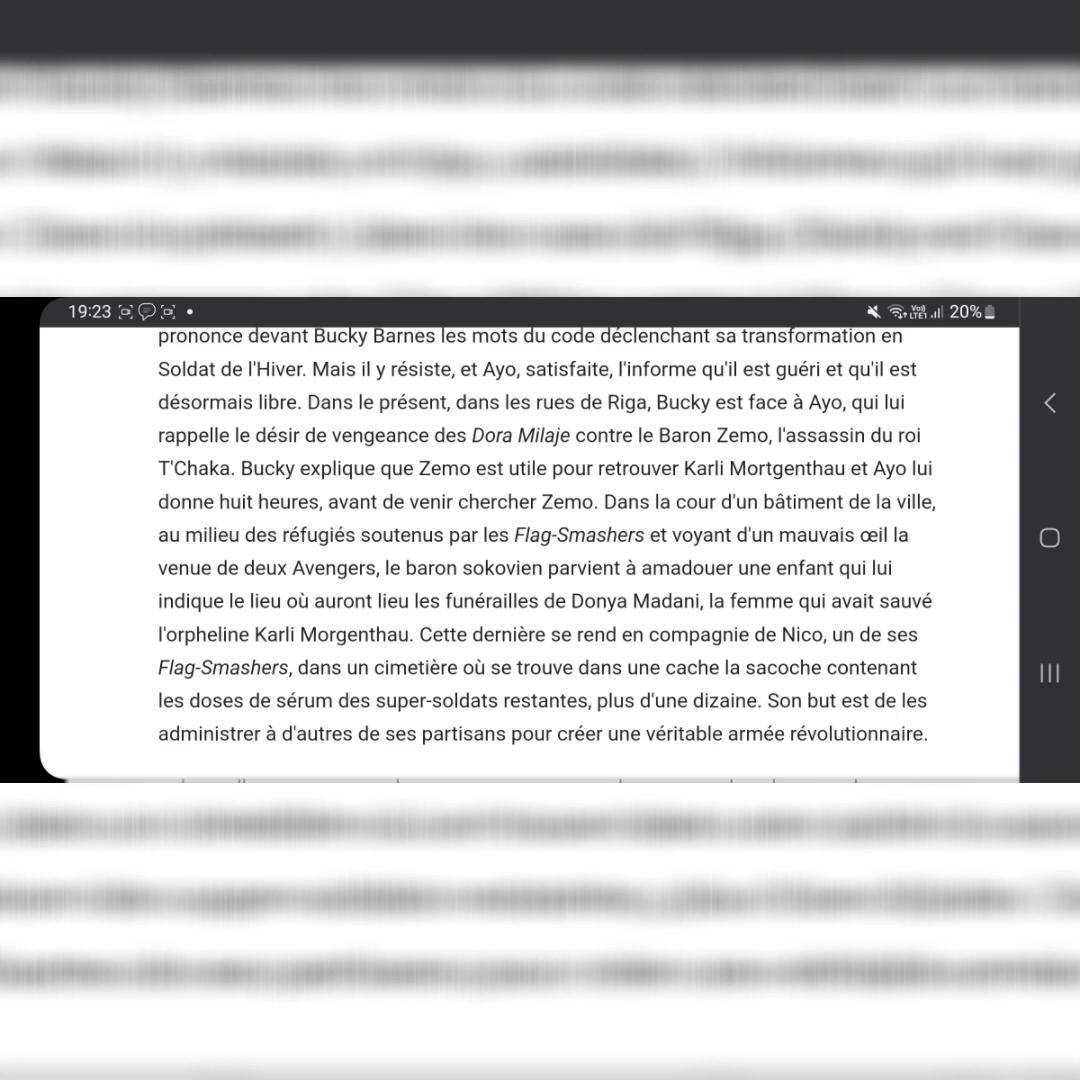 19:23
Vo)) LTE1 20%
prononce devant Bucky Barnes les mots du code déclenchant sa transformation en
Soldat de l'Hiver. Mais il y résiste, et Ayo, satisfaite, l'informe qu'il est guéri et qu'il est
désormais libre. Dans le présent, dans les rues de Riga, Bucky est face à Ayo, qui lui
rappelle le désir de vengeance des Dora Milaje contre le Baron Zemo, l'assassin du roi
T'Chaka. Bucky explique que Zemo est utile pour retrouver Karli Mortgenthau et Ayo lui
donne huit heures, avant de venir chercher Zemo. Dans la cour d'un bâtiment de la ville,
au milieu des réfugiés soutenus par les Flag-Smashers et voyant d'un mauvais œil la
venue de deux Avengers, le baron sokovien parvient à amadouer une enfant qui lui
indique le lieu où auront lieu les funérailles de Donya Madani, la femme qui avait sauvé
l'orpheline Karli Morgenthau. Cette dernière se rend en compagnie de Nico, un de ses
Flag-Smashers, dans un cimetière où se trouve dans une cache la sacoche contenant
les doses de sérum des super-soldats restantes, plus d'une dizaine. Son but est de les
administrer à d'autres de ses partisans pour créer une véritable armée révolutionnaire.